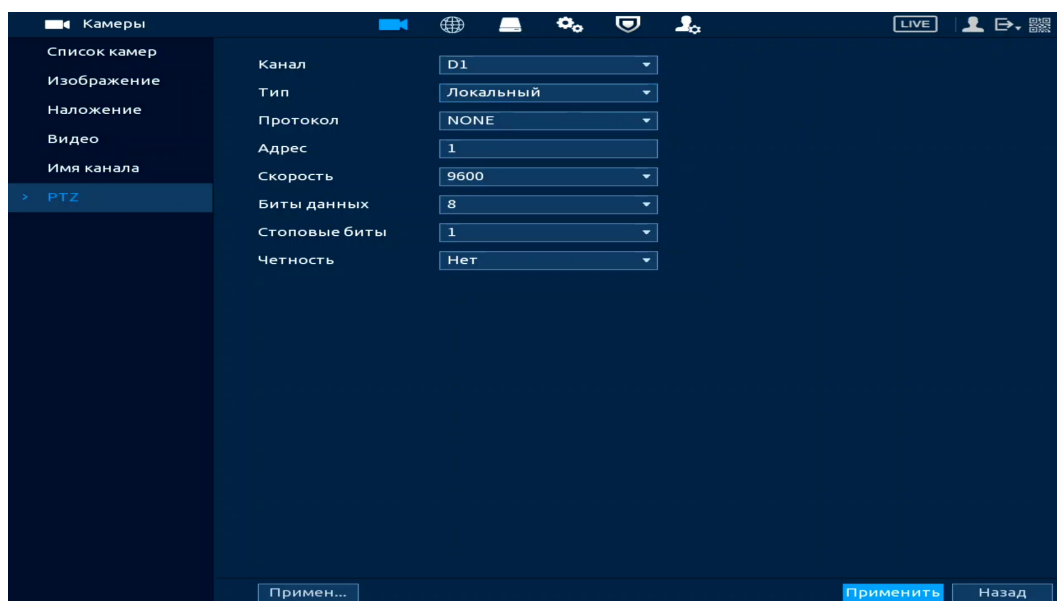 Камеры LIVE
Список камер
Изображение
Наложение
Видео
Имя канала
> PTZ
Канал D1
Тип Локальный
Протокол NONE
Адрес 1
Скорость 9600
Биты данных 8
Стоповые биты 1
Четность Нет
Примен... Применить Назад